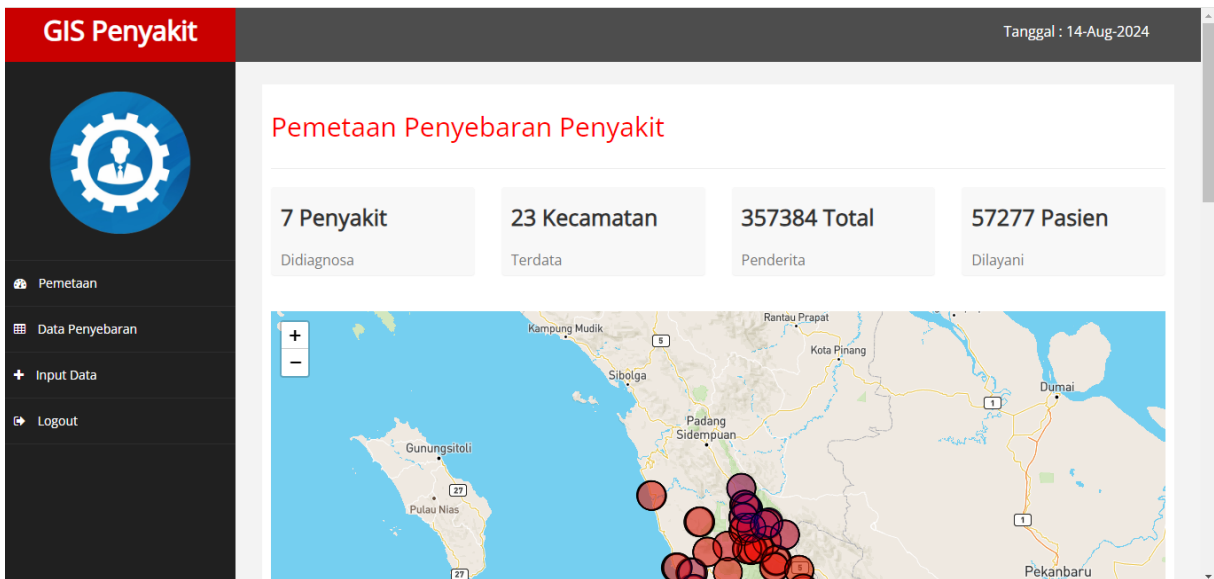 GIS Penyakit
Tanggal : 14-Aug-2024
Pemetaan
Data Penyebaran
Input Data
Logout
Pemetaan Penyebaran Penyakit
7 Penyakit
Didiagnosa
23 Kecamatan
Terdata
357384 Total
Penderita
57277 Pasien
Dilayani
+
−
Kampung Mudik
5
Rantau Prapat
Kota Pinang
Sibolga
Dumai
1
Padang
Sidempuan
Gunungsitoli
27
Pulau Nias
1
27
5
Pekanbaru